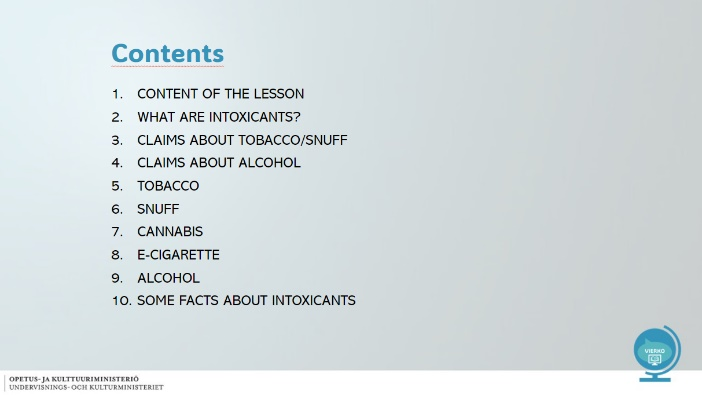 Contents
1. CONTENT OF THE LESSON
2. WHAT ARE INTOXICANTS?
3. CLAIMS ABOUT TOBACCO/SNUFF
4. CLAIMS ABOUT ALCOHOL
5. TOBACCO
6. SNUFF
7. CANNABIS
8. E-CIGARETTE
9. ALCOHOL
10. SOME FACTS ABOUT INTOXICANTS
VIERKO
OPETUS- JA KULTTUURIMINISTERIÖ
UNDERVISNINGS- OCH KULTURMINISTERIET